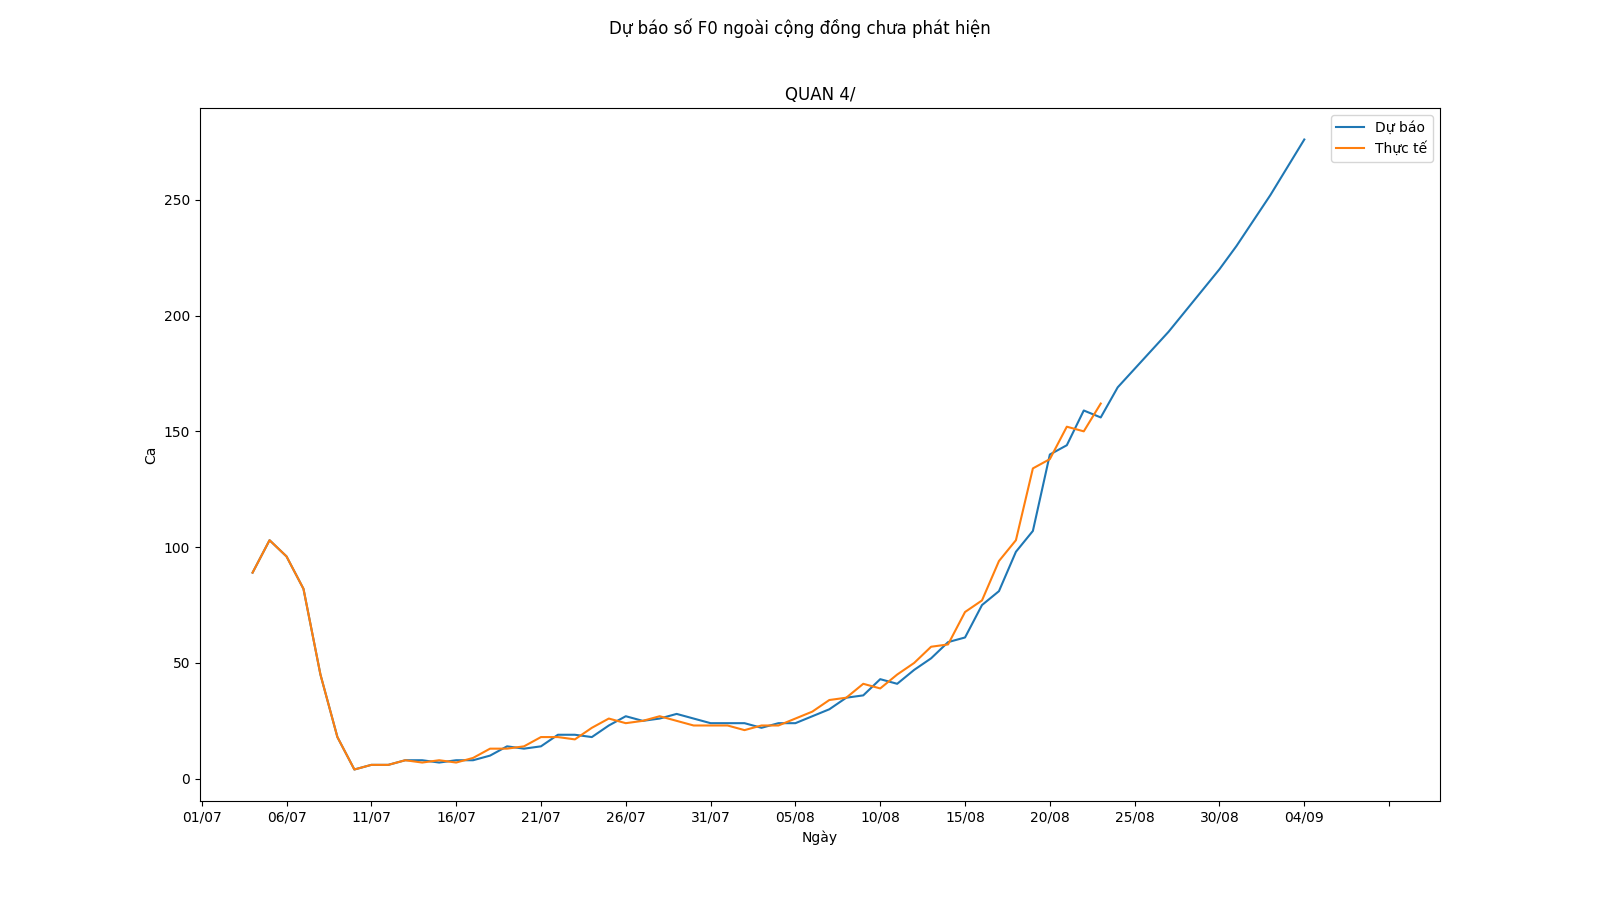 Dự báo số F0 ngoài cộng đồng chưa phát hiện
QUAN 4/
Dự báo
Thực tế
250
200
150
100
50
0
Ca
01/07 06/07 11/07 16/07 21/07 26/07 31/07 05/08 10/08 15/08 20/08 25/08 30/08 04/09
Ngày